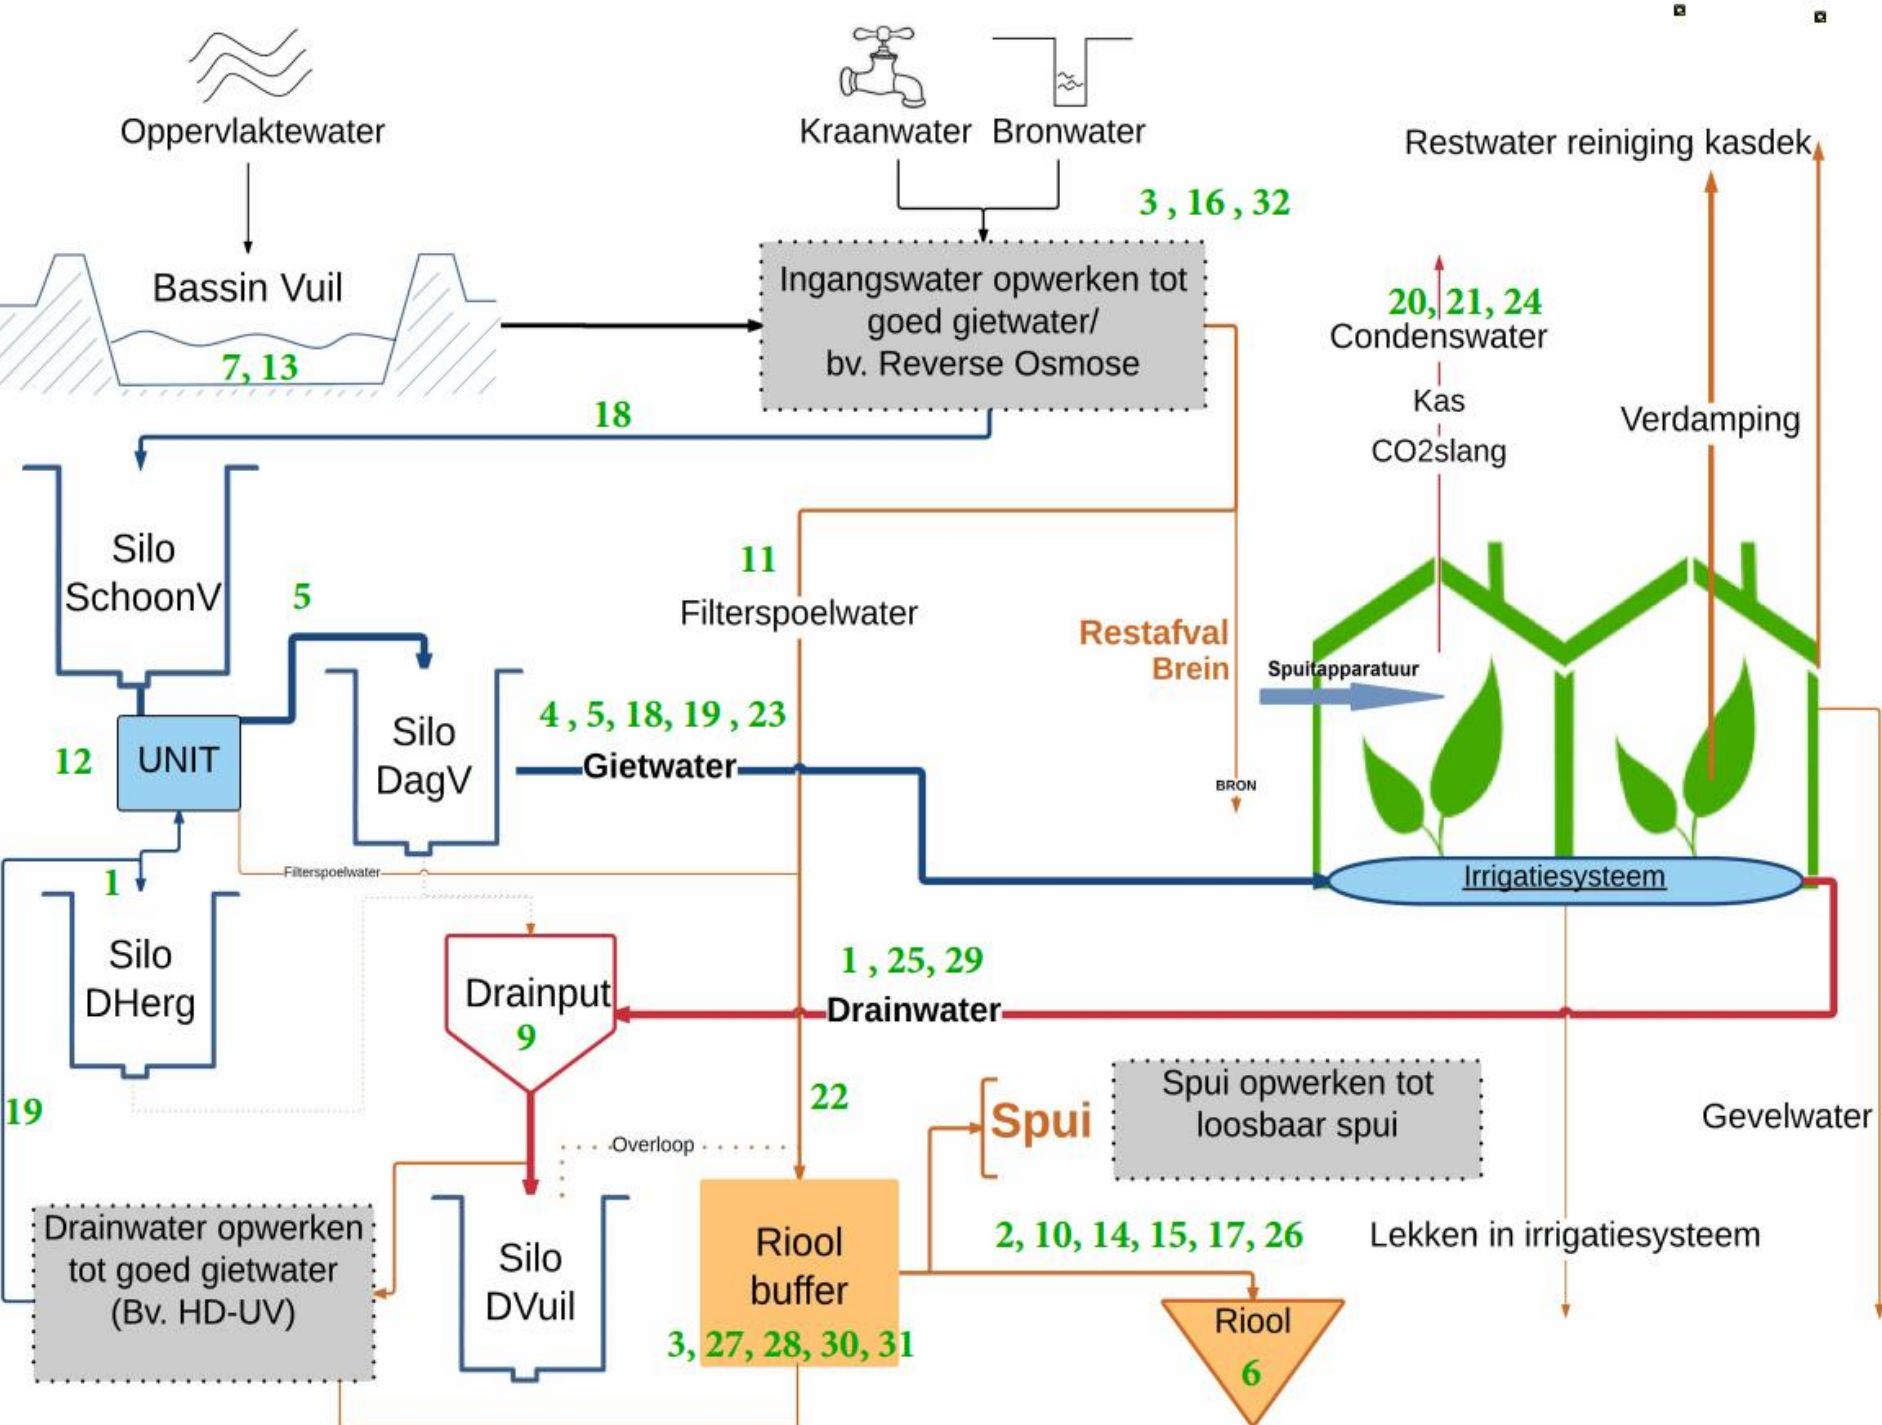 Oppervlaktewater
Kraanwater
Bronwater
Restwater reiniging kasdek
3 , 16 , 32
Bassin Vuil
7, 13
Ingangswater opwerken tot
goed gietwater/
bv. Reverse Osmose
20, 21, 24
Condenswater
Kas
CO2slang
Verdamping
18
Silo
SchoonV
5
11
Filterspoelwater
Restafval
Brein
Spuitapparatuur
12
UNIT
Silo
DagV
4 , 5, 18, 19 , 23
Gietwater
BRON
Filterspoelwater
Irrigatiesysteem
1
Silo
DHerg
Drainput
9
1 , 25, 29
Drainwater
19
22
Overloop
Spui
Spui opwerken tot
loosbaar spui
Gevelwater
Drainwater opwerken
tot goed gietwater
(Bv. HD-UV)
Silo
DVuil
Riool
buffer
3, 27, 28, 30, 31
2, 10, 14, 15, 17, 26
Lekken in irrigatiesysteem
Riool
6